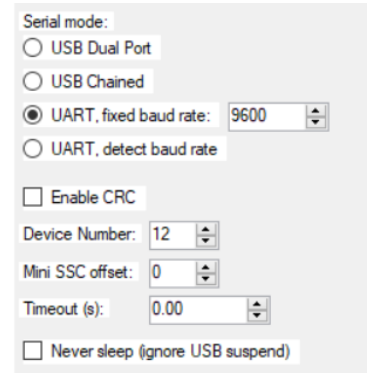 Serial mode:
USB Dual Port
USB Chained
UART, fixed baud rate: 9600
UART, detect baud rate
Enable CRC
Device Number: 12
Mini SSC offset: 0
Timeout (s): 0.00
Never sleep (ignore USB suspend)